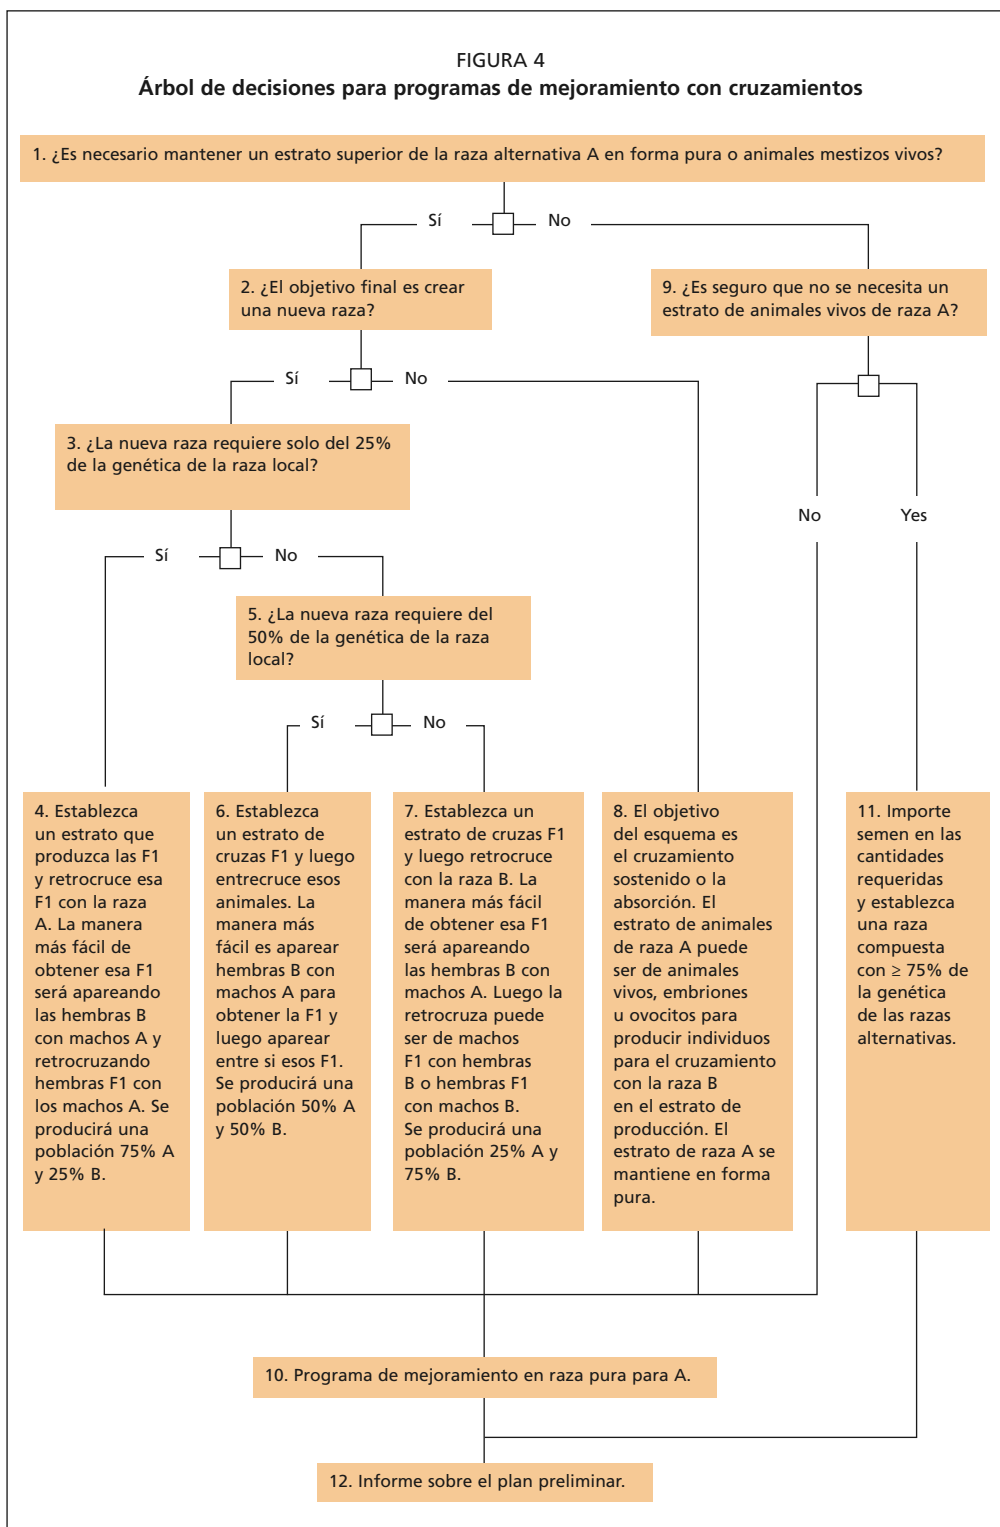 FIGURA 4
Árbol de decisiones para programas de mejoramiento con cruzamientos
1. ¿Es necesario mantener un estrato superior de la raza alternativa A en forma pura o animales mestizos vivos?
Sí
No
2. ¿El objetivo final es crear
una nueva raza?
9. ¿Es seguro que no se necesita un
estrato de animales vivos de raza A?
Sí
No
3. ¿La nueva raza requiere solo del 25%
de la genética de la raza local?
No
Yes
Sí
No
5. ¿La nueva raza requiere del
50% de la genética de la raza
local?
Sí
No
4. Establezca
un estrato que
produzca las F1
y retrocruce esa
F1 con la raza
A. La manera
más fácil de
obtener esa F1
será apareando
las hembras B
con machos A y
retrocruzando
hembras F1 con
los machos A. Se
producirá una
población 75% A
y 25% B.
6. Establezca
un estrato de
cruzas F1 y luego
entrecruce esos
animales. La
manera más
fácil es aparear
hembras B con
machos A para
obtener la F1 y
luego aparear
entre si esos F1.
Se producirá una
población 50% A
y 50% B.
7. Establezca un
estrato de cruzas F1
y luego retrocruce
con la raza B. La
manera más fácil
de obtener esa F1
será apareando
las hembras B con
machos A. Luego la
retrocruza puede
ser de machos
F1 con hembras
B o hembras F1
con machos B.
Se producirá una
población 25% A y
75% B.
8. El objetivo
del esquema es
el cruzamiento
sostenido o la
absorción. El
estrato de animales
de raza A puede
ser de animales
vivos, embriones
u ovocitos para
producir individuos
para el cruzamiento
con la raza B
en el estrato de
producción. El
estrato de raza A se
mantiene en forma
pura.
11. Importe
semen en las
cantidades
requeridas
y establezca
una raza
compuesta
con ≥ 75% de
la genética
de las razas
alternativas.
10. Programa de mejoramiento en raza pura para A.
12. Informe sobre el plan preliminar.